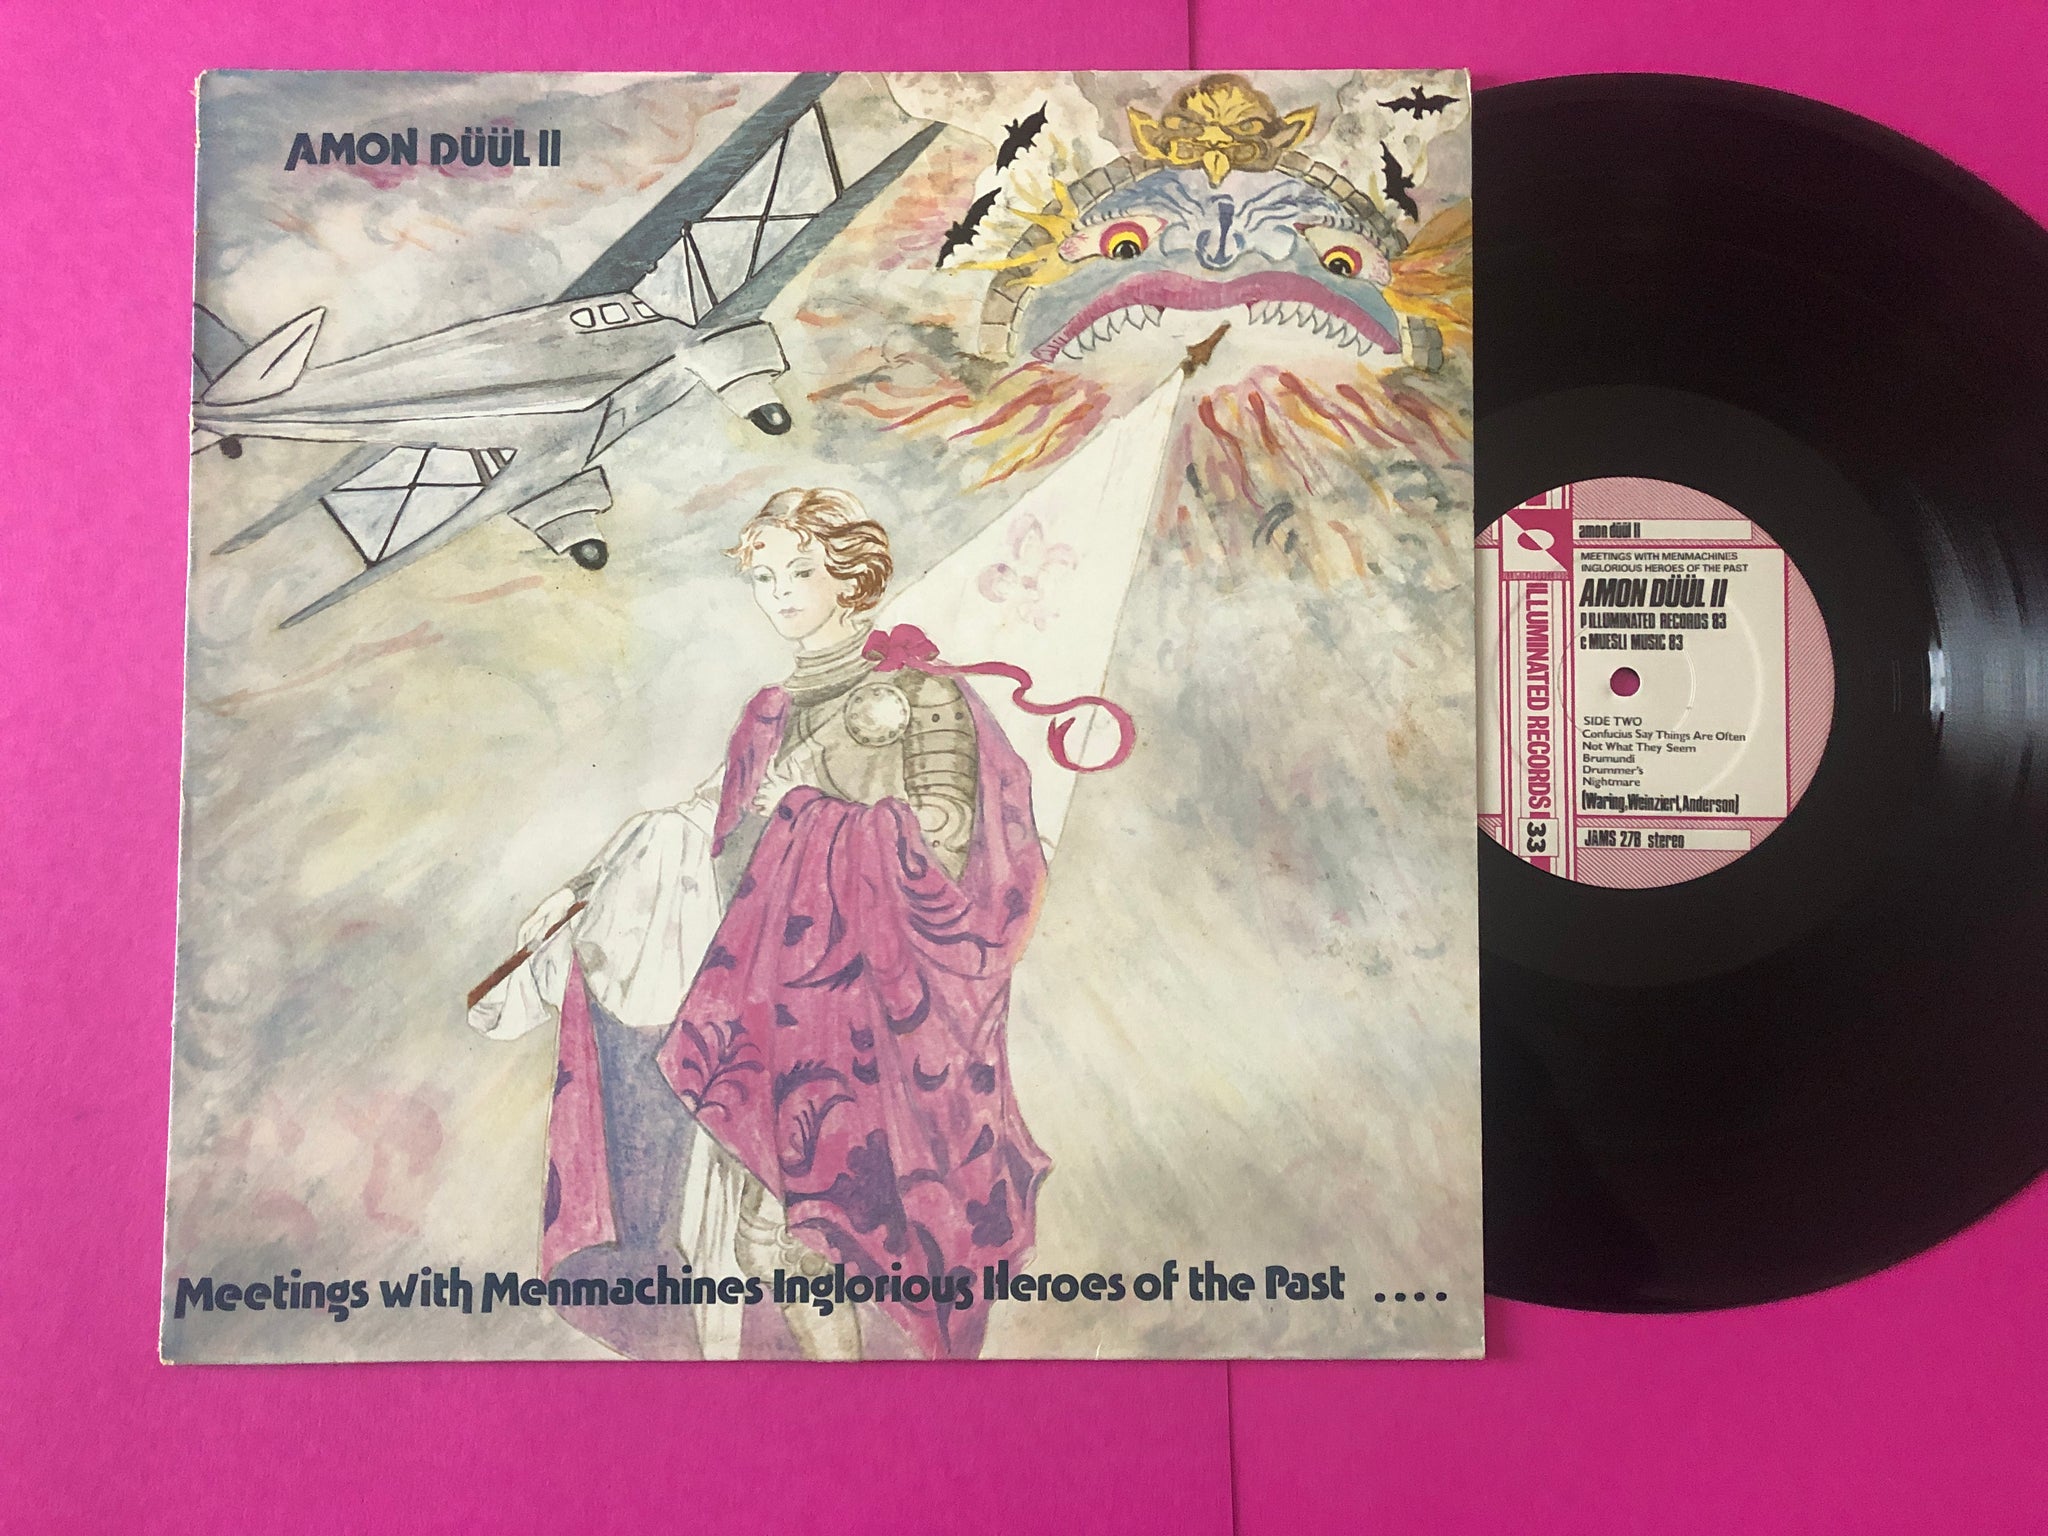 AMON DÜÜL II
Meetings with Menmachines Inglorious Heroes of the Past ....
amon düül II
MEETINGS WITH MENMACHINES
INGLORIOUS HEROES OF THE PAST
AMON DÜÜL II
p ILLUMINATED RECORDS 83
c MUESLI MUSIC 83
ILLUMINATED RECORDS
ILLUMINATED RECORDS
33
SIDE TWO
Confucius Say Things Are Often
Not What They Seem
Brumundi
Drummer's
Nightmare
(Waring, Weinzierl, Anderson)
JAMS 27B stereo